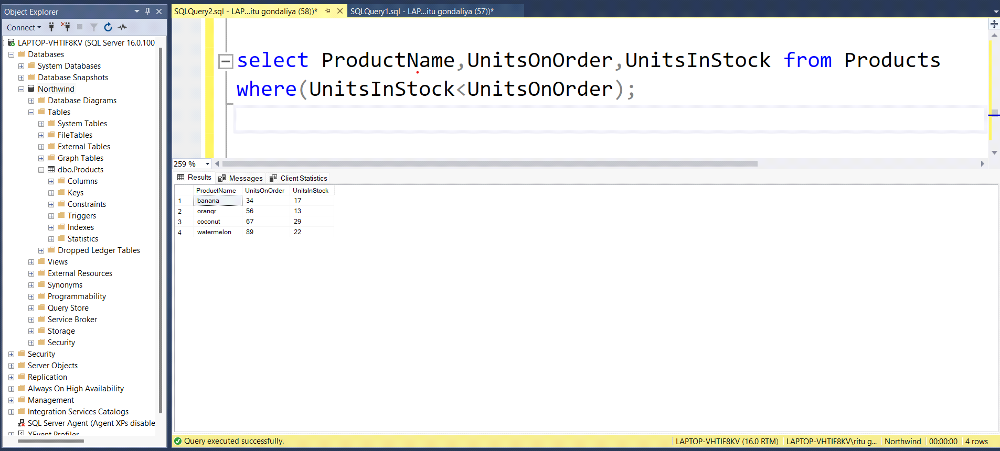 Object Explorer
Connect
LAPTOP-VHTIF8KV (SQL Server 16.0.100
Databases
System Databases
Database Snapshots
Northwind
Database Diagrams
Tables
System Tables
FileTables
External Tables
Graph Tables
dbo.Products
Columns
Keys
Constraints
Triggers
Indexes
Statistics
Dropped Ledger Tables
Views
External Resources
Synonyms
Programmability
Query Store
Service Broker
Storage
Security
Security
Server Objects
Replication
Always On High Availability
Management
Integration Services Catalogs
SQL Server Agent (Agent XPs disable
XEvent Profiler
SQLQuery2.sql - LAP...itu gondaliya (58))* SQLQuery1.sql - LAP...itu gondaliya (57))*
select ProductName,UnitsOnOrder,UnitsInStock from Products
where(UnitsInStock<UnitsOnOrder);
259 %
Results Messages Client Statistics
ProductName UnitsOnOrder UnitsInStock
1 banana 34 17
2 orangr 56 13
3 coconut 67 29
4 watermelon 89 22
Query executed successfully. LAPTOP-VHTIF8KV (16.0 RTM) LAPTOP-VHTIF8KV\ritu g... Northwind 00:00:00 4 rows